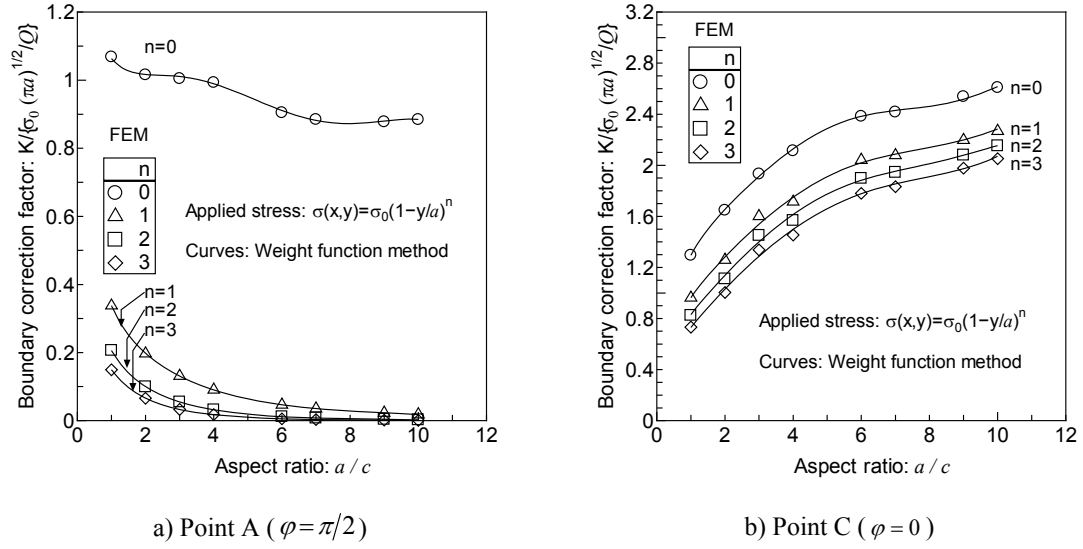 1.2
1
0.8
0.6
0.4
0.2
0
0 2 4 6 8 10 12
Boundary correction factor: K/{σ₀ (πa)^1/2/Q}
Aspect ratio: a / c
n=0
FEM
n
0
1
2
3
Applied stress: σ(x,y)=σ₀(1−y/a)^n
Curves: Weight function method
n=1
n=2
n=3
a) Point A ( φ = π/2 )
3.2
2.8
2.4
2
1.6
1.2
0.8
0.4
0
0 2 4 6 8 10 12
Boundary correction factor: K/{σ₀ (πa)^1/2/Q}
Aspect ratio: a / c
FEM
n
0
1
2
3
n=0
n=1
n=2
n=3
Applied stress: σ(x,y)=σ₀(1−y/a)^n
Curves: Weight function method
b) Point C ( φ = 0 )